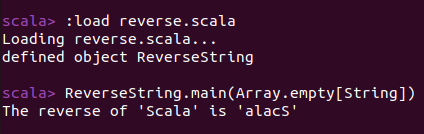 scala> :load reverse.scala
Loading reverse.scala...
defined object ReverseString
scala> ReverseString.main(Array.empty[String])
The reverse of 'Scala' is 'alacS'